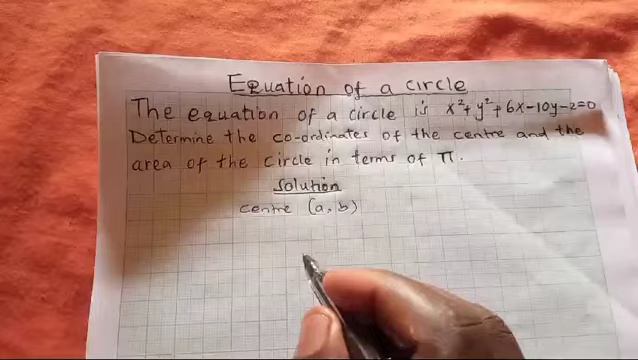 Equation of a circle
The equation of a circle is x²+y²+6x-10y-2=0
Determine the co-ordinates of the centre and the
area of the circle in terms of π.
Solution
centre (a, b)